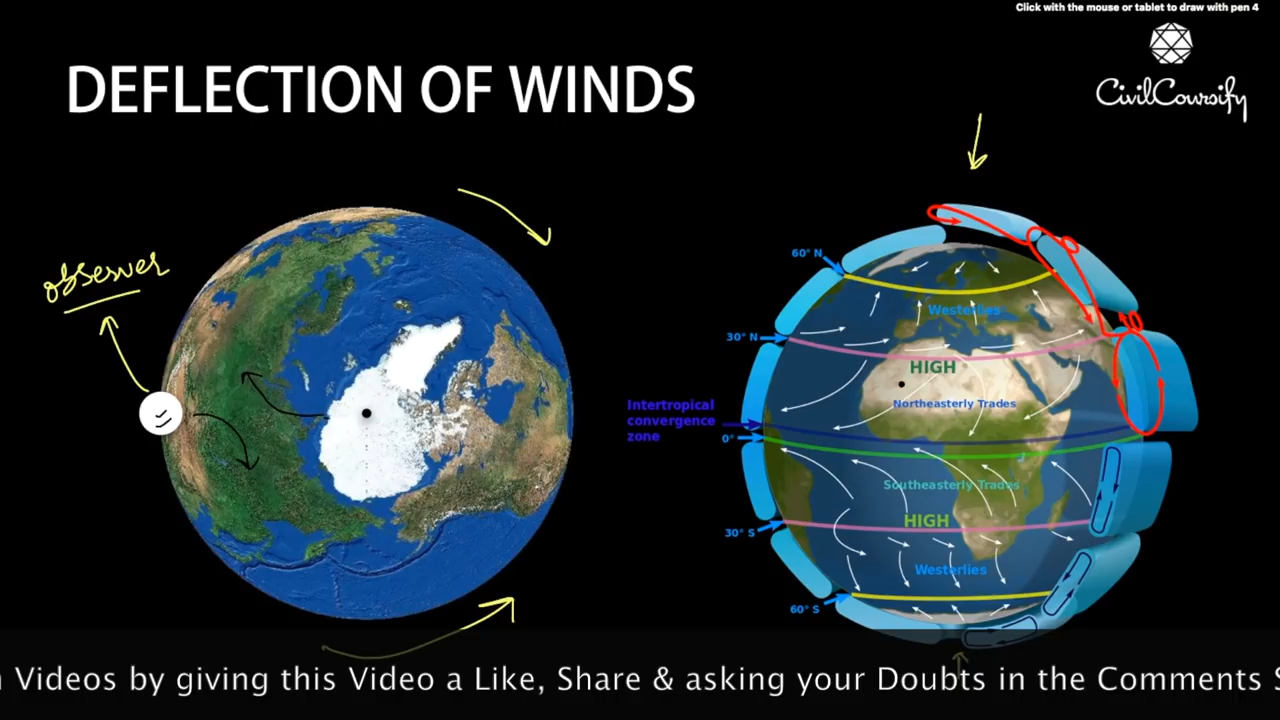 Click with the mouse or tablet to draw with pen 4
CivilCoursify
DEFLECTION OF WINDS
observer
60° N
Westerlies
30° N
HIGH
Northeasterly Trades
Intertropical
convergence
zone
0°
Southeasterly Trades
HIGH
30° S
Westerlies
60° S
Videos by giving this Video a Like, Share & asking your Doubts in the Comments